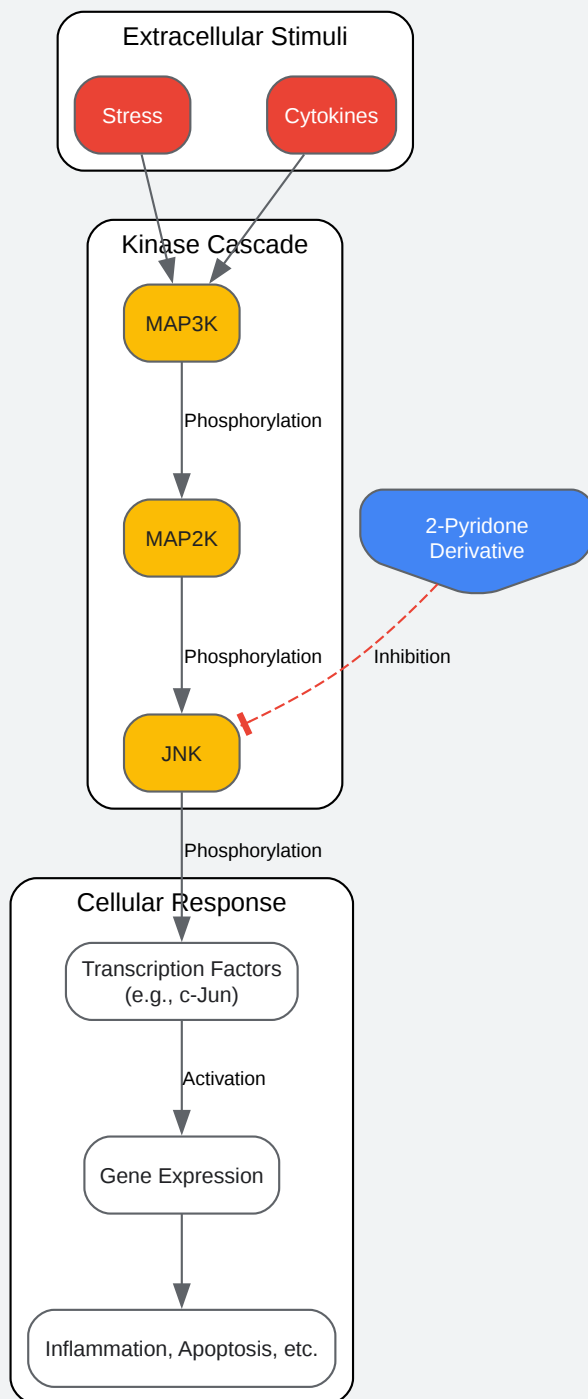 Extracellular Stimuli
Stress
Cytokines
Kinase Cascade
MAP3K
Phosphorylation
MAP2K
2-Pyridone
Derivative
Phosphorylation
Inhibition
JNK
Phosphorylation
Cellular Response
Transcription Factors
(e.g., c-Jun)
Activation
Gene Expression
Inflammation, Apoptosis, etc.